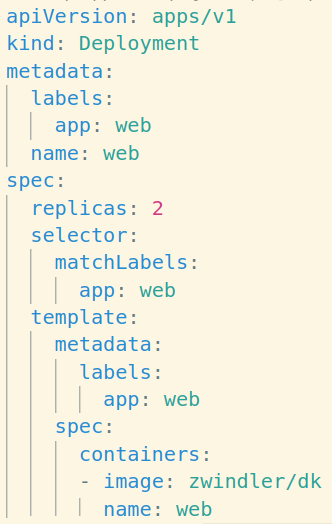 apiVersion: apps/v1
kind: Deployment
metadata:
  labels:
    app: web
  name: web
spec:
  replicas: 2
  selector:
    matchLabels:
      app: web
  template:
    metadata:
      labels:
        app: web
    spec:
      containers:
      - image: zwindler/dk
        name: web